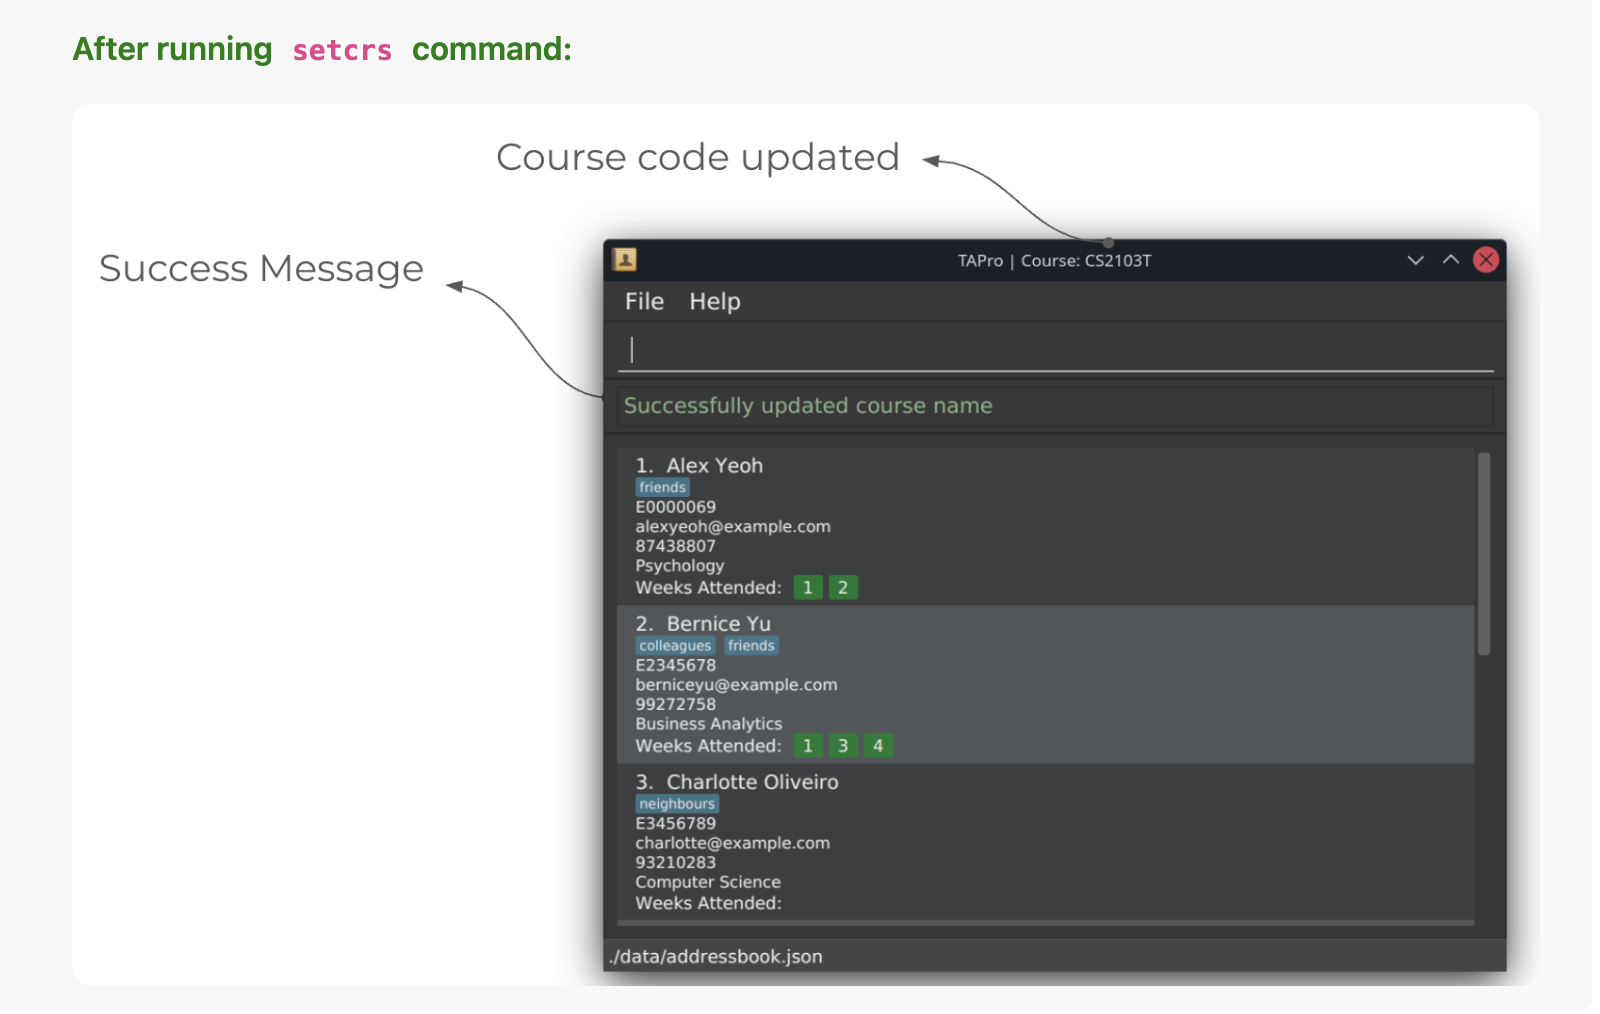 After running setcrs command:
Course code updated
Success Message
TAPro | Course: CS2103T
File Help
Successfully updated course name
1. Alex Yeoh
friends
E0000069
alexyeoh@example.com
87438807
Psychology
Weeks Attended: 1 2
2. Bernice Yu
colleagues friends
E2345678
berniceyu@example.com
99272758
Business Analytics
Weeks Attended: 1 3 4
3. Charlotte Oliveiro
neighbours
E3456789
charlotte@example.com
93210283
Computer Science
Weeks Attended:
./data/addressbook.json